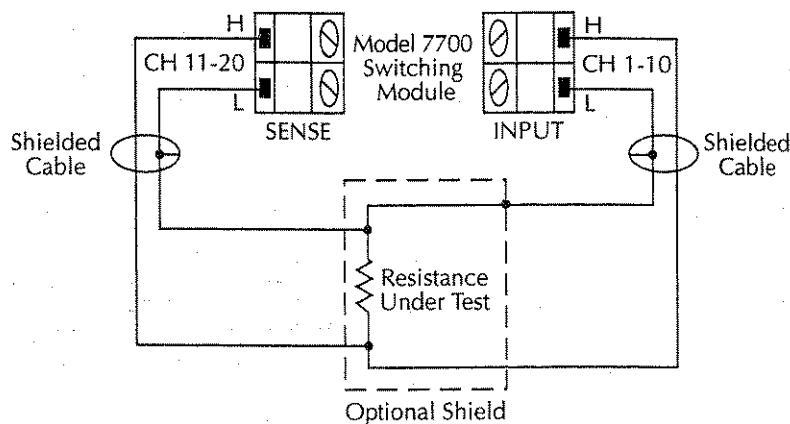 H
CH 11-20
L
SENSE
Model 7700
Switching
Module
H
CH 1-10
L
INPUT
Shielded
Cable
Shielded
Cable
Resistance
Under Test
Optional Shield